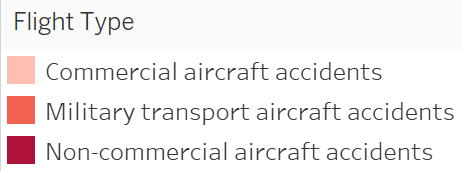 Flight Type
Commercial aircraft accidents
Military transport aircraft accidents
Non-commercial aircraft accidents